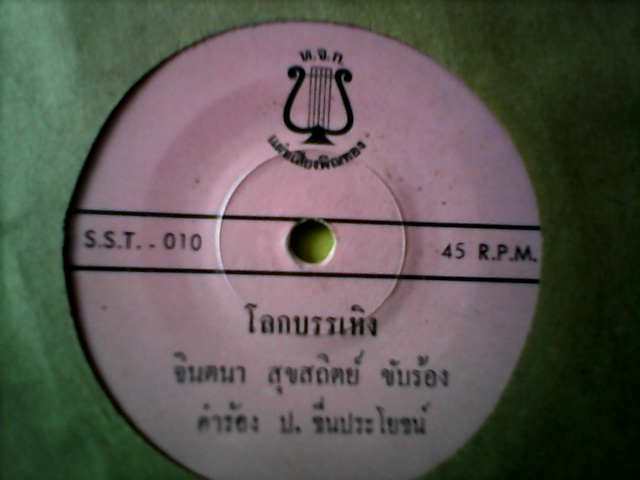 ห.จ.ก.
แผ่นเสียงพิณทอง
S.S.T. - 010
45 R.P.M.
โลกบรรเทิง
จินตนา สุขสถิตย์ ขับร้อง
คำร้อง ป. ชื่นประโยชน์